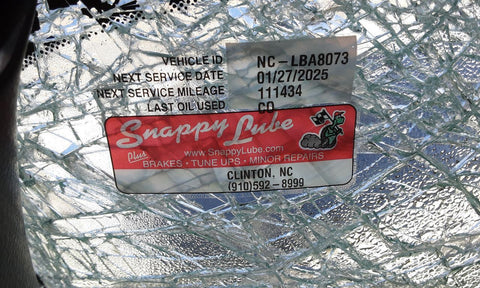 VEHICLE ID NC-LBA8073
NEXT SERVICE DATE 01/27/2025
NEXT SERVICE MILEAGE 111434
LAST OIL USED CO
Snappy Lube
Plus www.SnappyLube.com
BRAKES · TUNE UPS · MINOR REPAIRS
CLINTON, NC
(910)592-8999